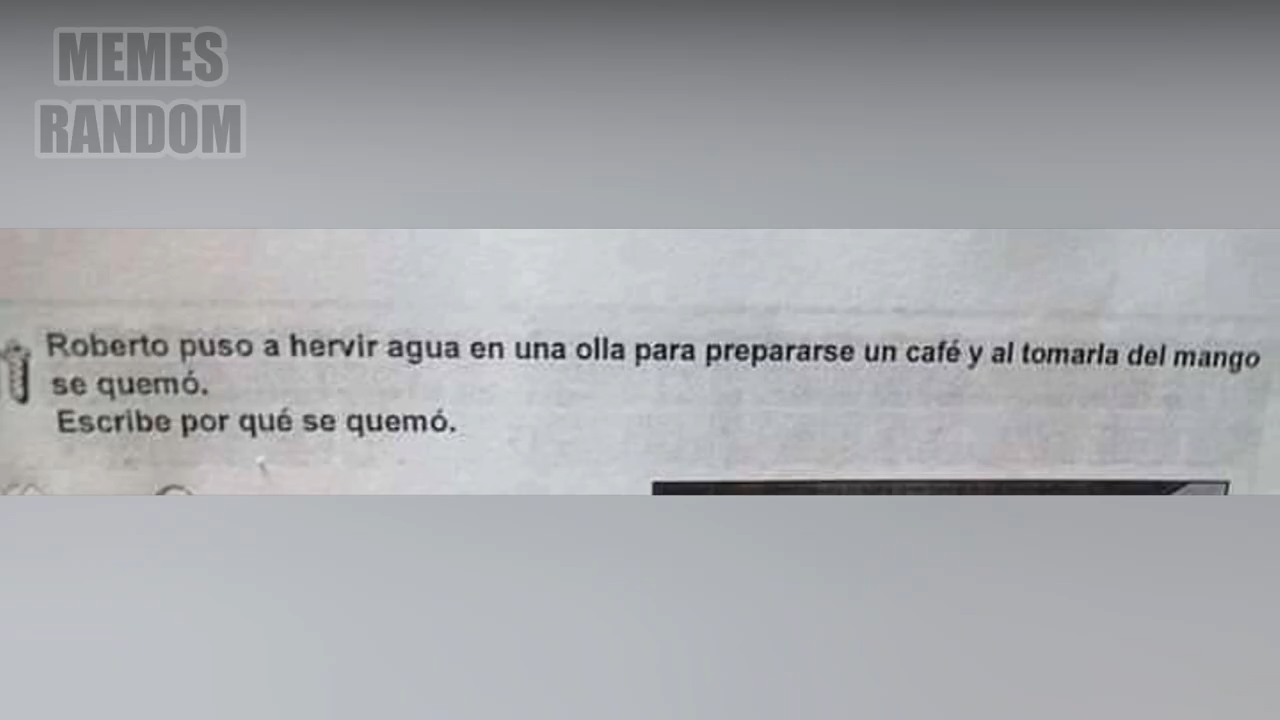 MEMES
RANDOM
Roberto puso a hervir agua en una olla para prepararse un café y al tomarla del mango
se quemó.
Escribe por qué se quemó.